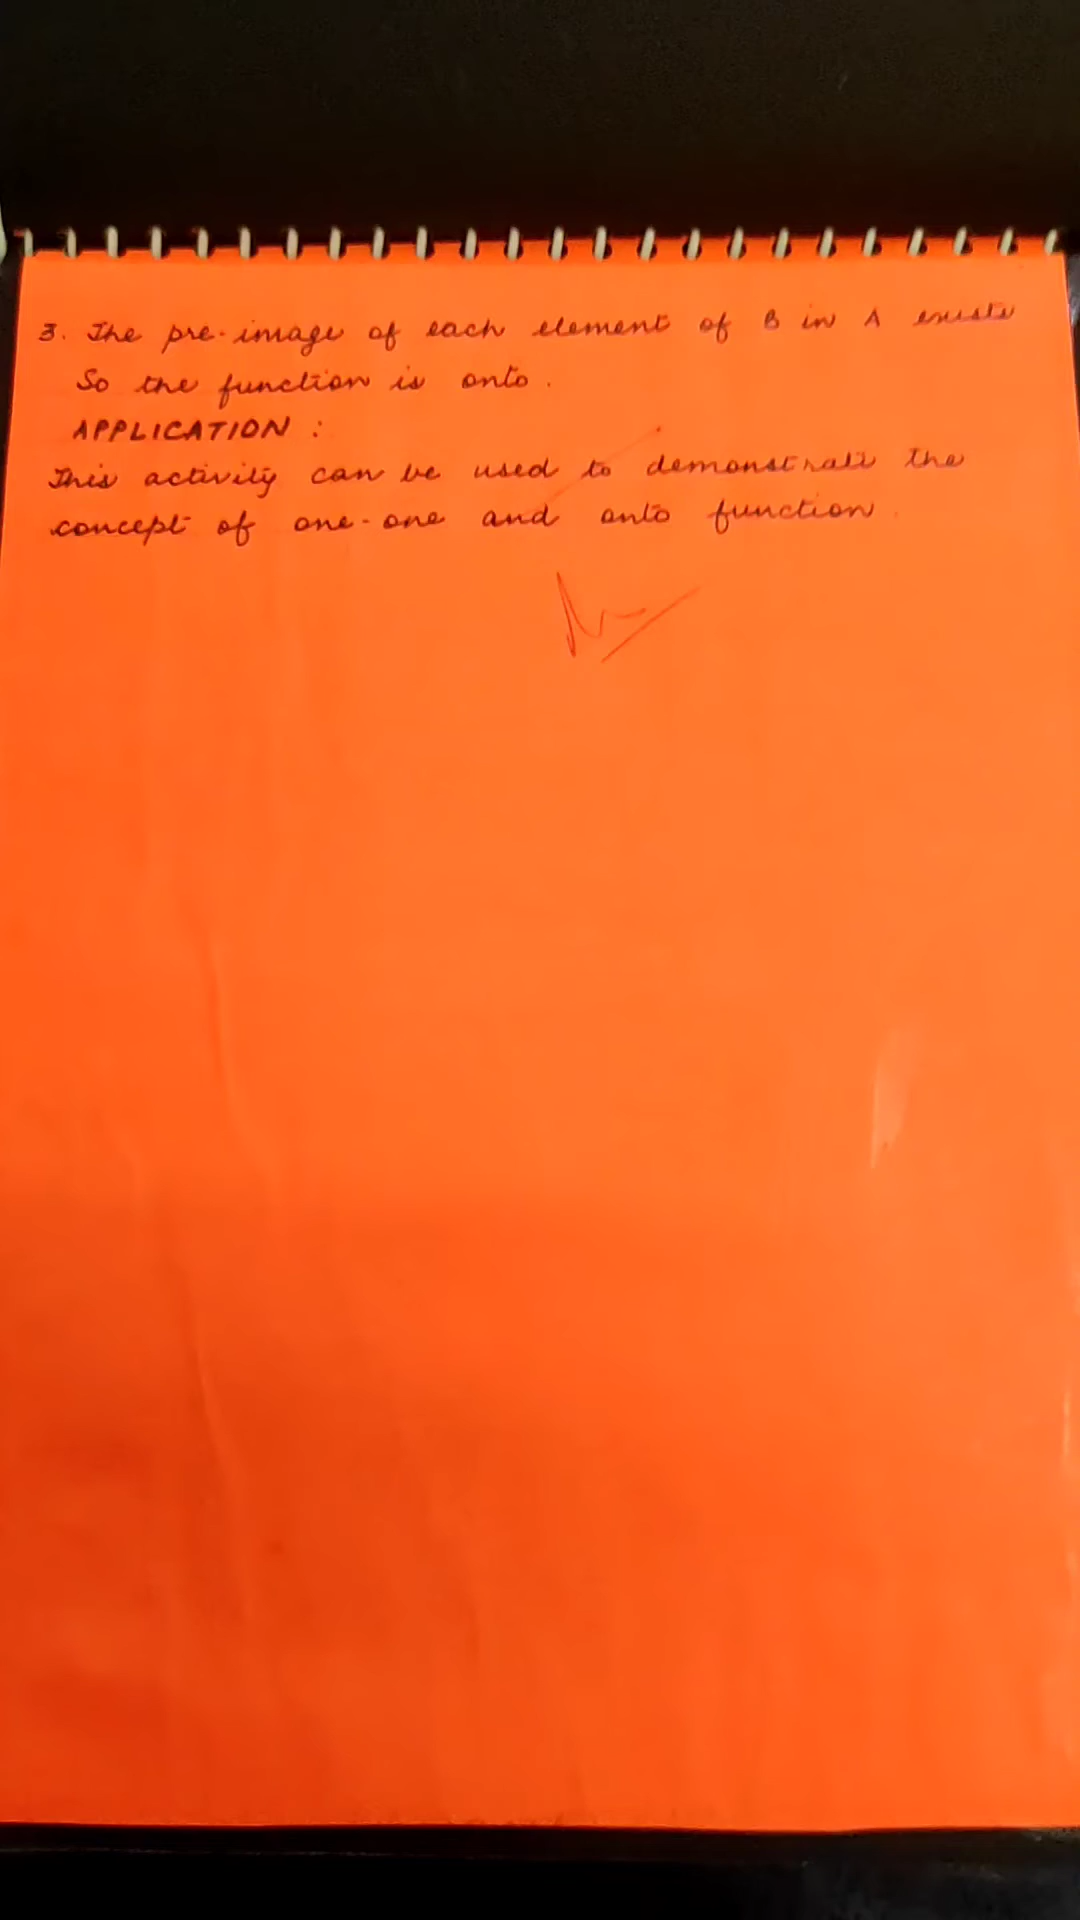 3. The pre-image of each element of B in A exists
So the function is onto.
APPLICATION :
This activity can be used to demonstrate the
concept of one-one and onto function.